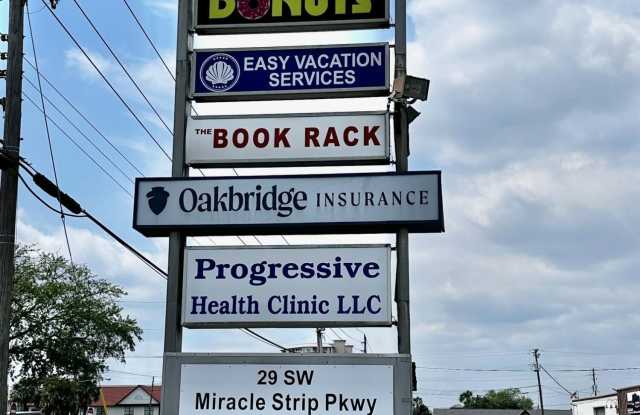 DONUTS
EASY VACATION
SERVICES
THE BOOK RACK
Oakbridge INSURANCE
Progressive
Health Clinic LLC
29 SW
Miracle Strip Pkwy